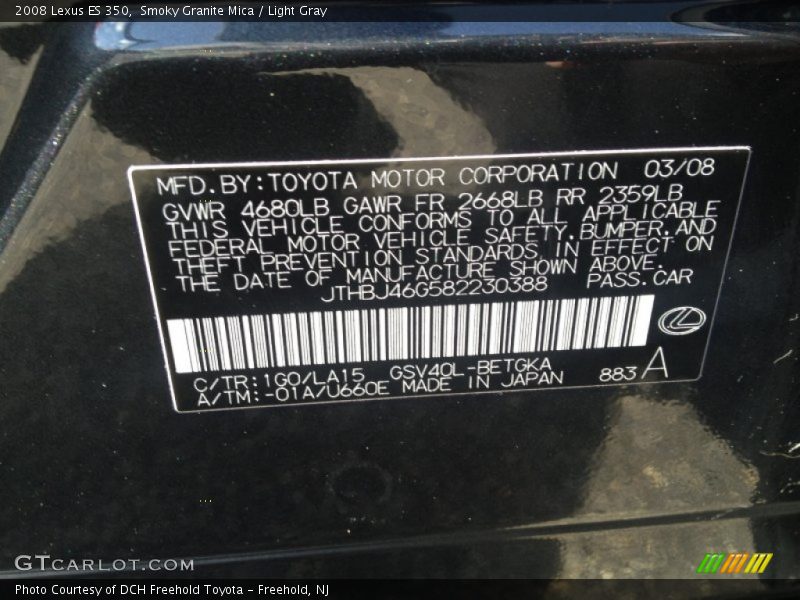 2008 Lexus ES 350, Smoky Granite Mica / Light Gray
MFD.BY:TOYOTA MOTOR CORPORATION 03/08
GVWR 4680LB GAWR FR 2668LB RR 2359LB
THIS VEHICLE CONFORMS TO ALL APPLICABLE
FEDERAL MOTOR VEHICLE SAFETY,BUMPER,AND
THEFT PREVENTION STANDARDS IN EFFECT ON
THE DATE OF MANUFACTURE SHOWN ABOVE.
JTHBJ46G582230388 PASS.CAR
C/TR:1G0/LA15 GSV40L-BETGKA
A/TM:-01A/U660E MADE IN JAPAN 883 A
GTCARLOT.COM
Photo Courtesy of DCH Freehold Toyota - Freehold, NJ